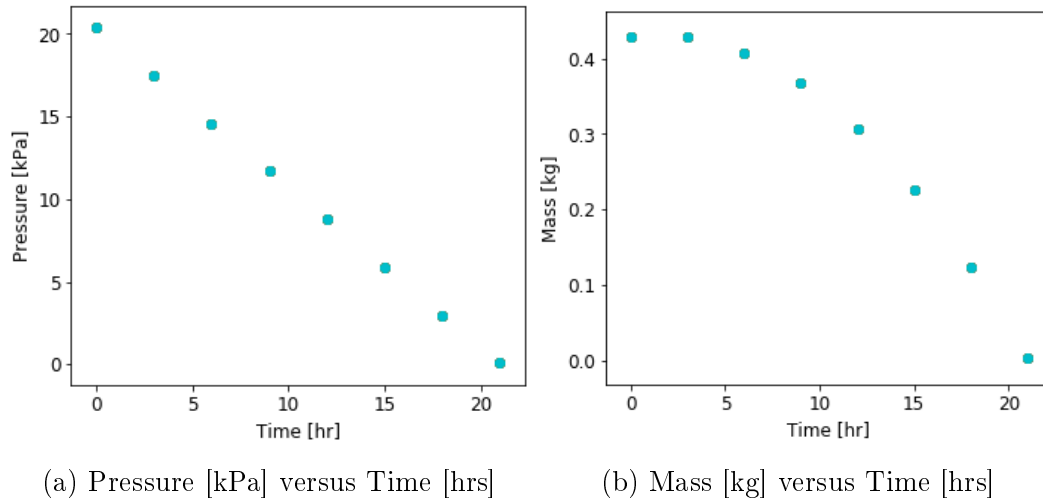 Pressure [kPa]
20
15
10
5
0
0 5 10 15 20
Time [hr]
Mass [kg]
0.4
0.3
0.2
0.1
0.0
0 5 10 15 20
Time [hr]
(a) Pressure [kPa] versus Time [hrs]
(b) Mass [kg] versus Time [hrs]